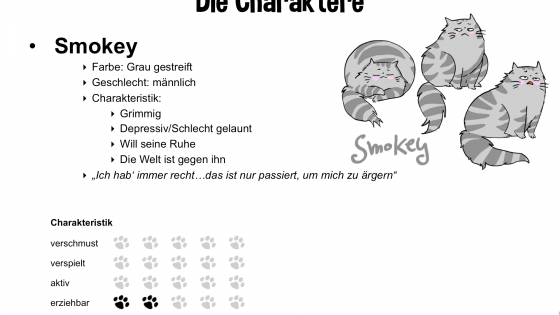 Die Charaktere
• Smokey
Farbe: Grau gestreift
Geschlecht: männlich
Charakteristik:
Grimmig
Depressiv/Schlecht gelaunt
Will seine Ruhe
Die Welt ist gegen ihn
„Ich hab‘ immer recht…das ist nur passiert, um mich zu ärgern“
Smokey
Charakteristik
verschmust
verspielt
aktiv
erziehbar